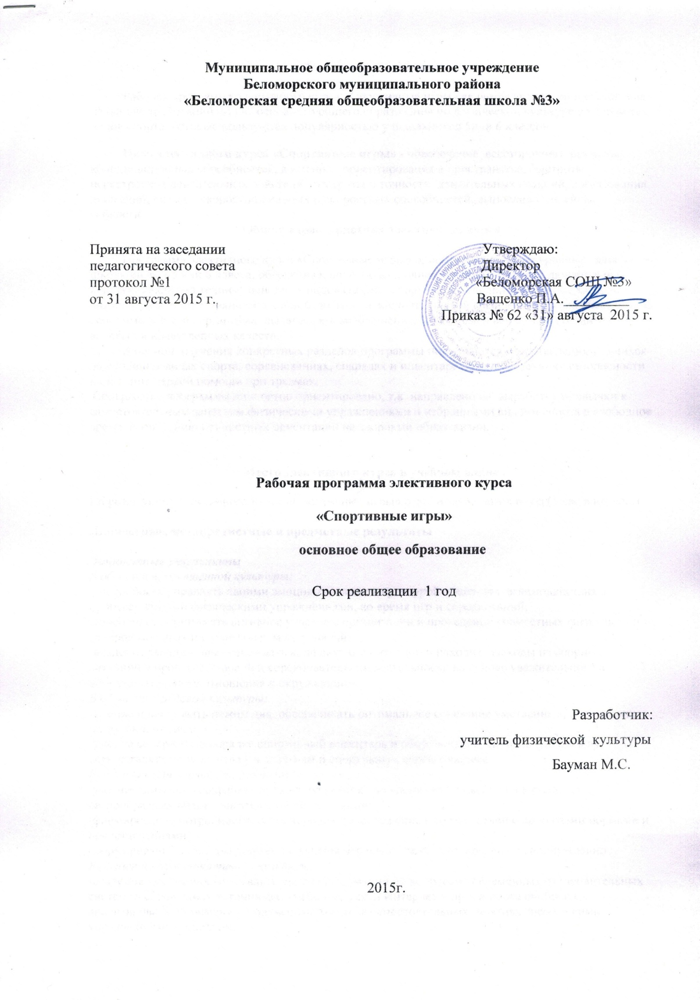 Муниципальное общеобразовательное учреждение
Беломорского муниципального района
«Беломорская средняя общеобразовательная школа №3»
Принята на заседании
педагогического совета
протокол №1
от 31 августа 2015 г.
Утверждаю:
Директор
«Беломорская СОШ №3»
Ващенко П.А.
Приказ № 62 «31» августа 2015 г.
Рабочая программа элективного курса
«Спортивные игры»
основное общее образование
Срок реализации 1 год
Разработчик:
учитель физической культуры
Бауман М.С.
2015г.